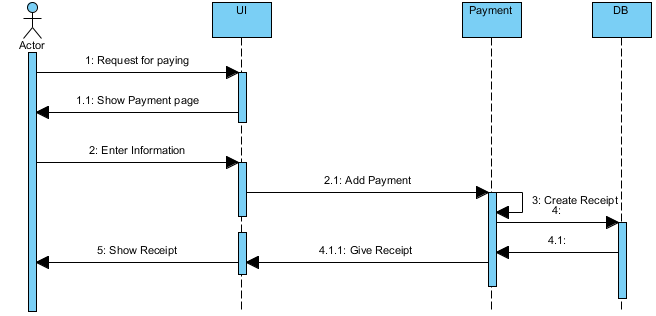 UI
Payment
DB
Actor
1: Request for paying
1.1: Show Payment page
2: Enter Information
2.1: Add Payment
3: Create Receipt
4:
4.1:
4.1.1: Give Receipt
5: Show Receipt